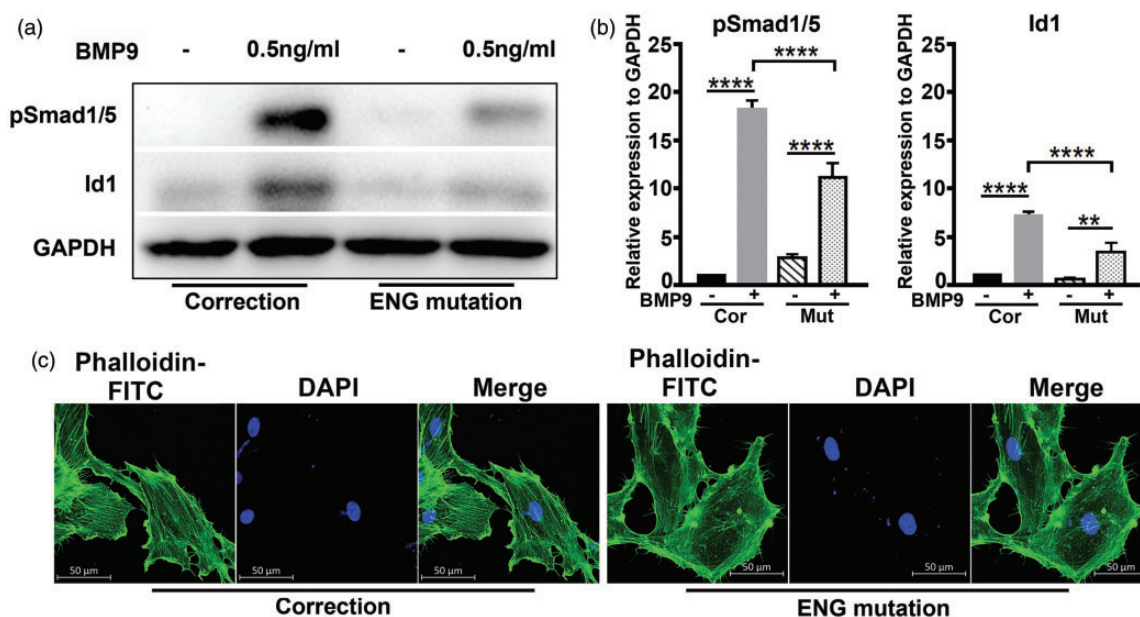 (a)
BMP9 - 0.5ng/ml - 0.5ng/ml
pSmad1/5
Id1
GAPDH
Correction ENG mutation
(b)
pSmad1/5
Relative expression to GAPDH
25
20
15
10
5
0
****
****
****
BMP9 - + - +
Cor Mut
Id1
Relative expression to GAPDH
25
20
15
10
5
0
****
****
**
BMP9 - + - +
Cor Mut
(c)
Phalloidin-
FITC DAPI Merge
50 μm 50 μm 50 μm
Correction
Phalloidin-
FITC DAPI Merge
50 μm 50 μm 50 μm
ENG mutation